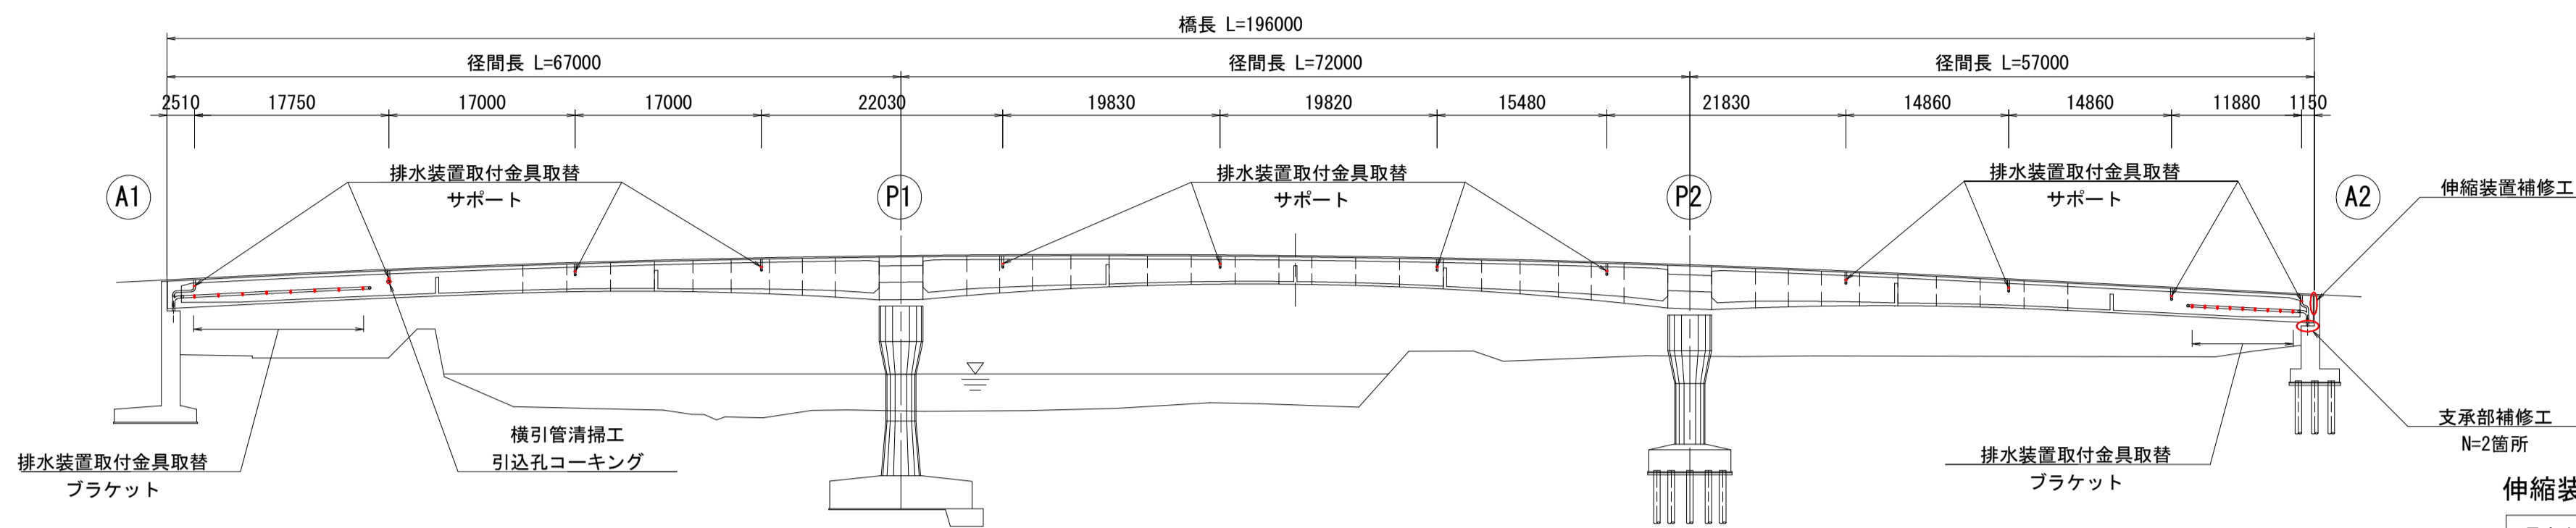 橋長 L=196000
径間長 L=67000
径間長 L=72000
径間長 L=57000
2510
17750
17000
17000
22030
19830
19820
15480
21830
14860
14860
11880
1150
排水装置取付金具取替
サポート
排水装置取付金具取替
サポート
排水装置取付金具取替
サポート
伸縮装置補修工
A1
P1
P2
A2
支承部補修工
N=2箇所
横引管清掃工
引込孔コーキング
排水装置取付金具取替
ブラケット
排水装置取付金具取替
ブラケット
伸縮装